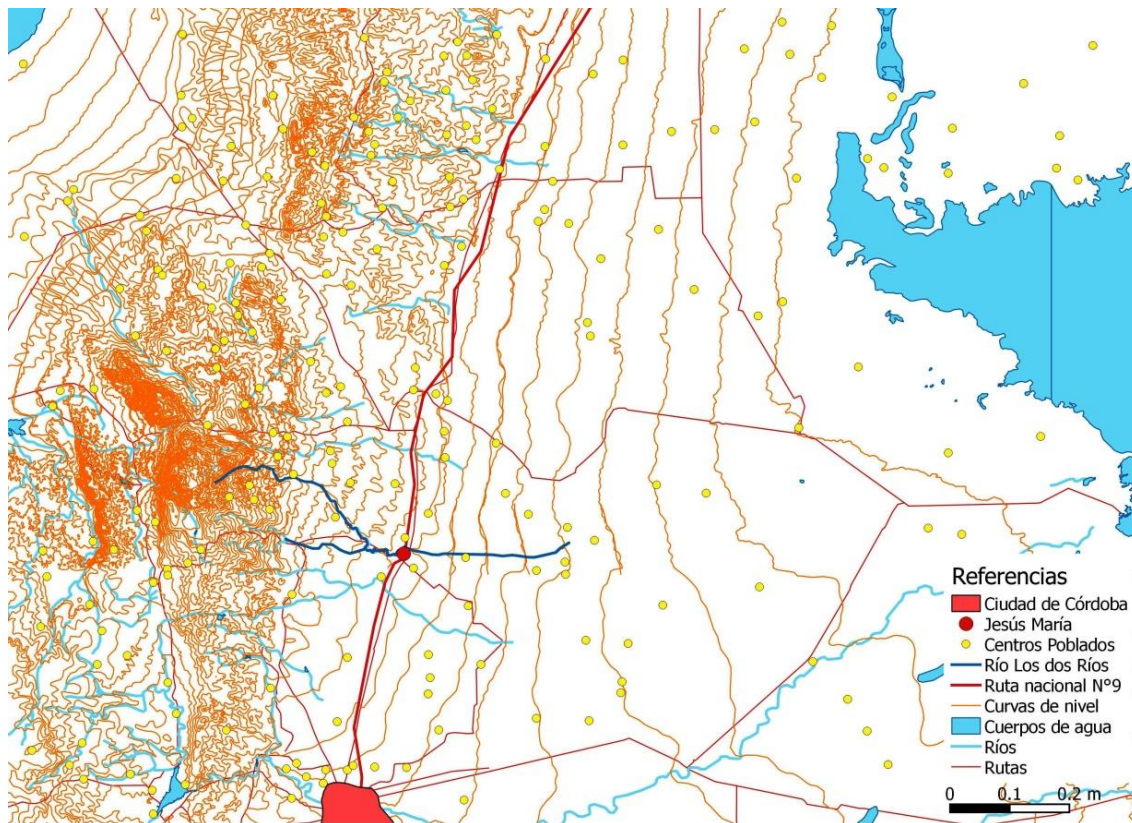 Referencias
Ciudad de Córdoba
Jesús María
Centros Poblados
Río Los dos Ríos
Ruta nacional N°9
Curvas de nivel
Cuerpos de agua
Ríos
Rutas
0 0.1 0.2 m